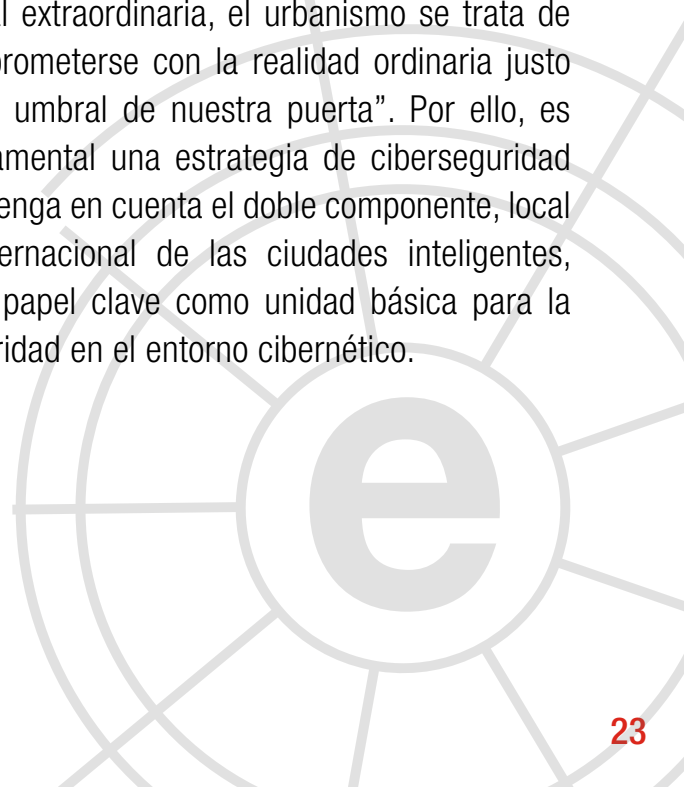 l extraordinaria, el urbanismo se trata de
prometerse con la realidad ordinaria justo
umbral de nuestra puerta”. Por ello, es
amental una estrategia de ciberseguridad
enga en cuenta el doble componente, local
ernacional de las ciudades inteligentes,
papel clave como unidad básica para la
ridad en el entorno cibernético.
e
23